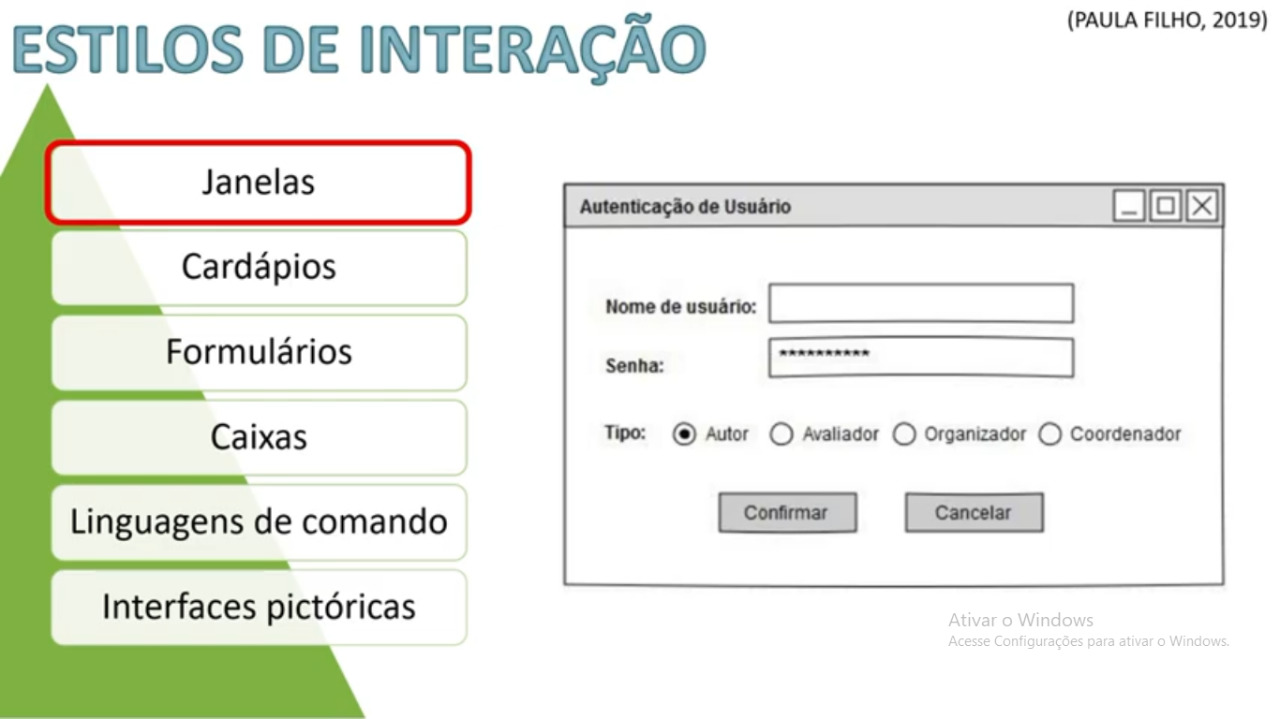 (PAULA FILHO, 2019)
ESTILOS DE INTERAÇÃO
Janelas
Cardápios
Formulários
Caixas
Linguagens de comando
Interfaces pictóricas
Autenticação de Usuário
Nome de usuário:
Senha: **********
Tipo: Autor Avaliador Organizador Coordenador
Confirmar Cancelar
Ativar o Windows
Acesse Configurações para ativar o Windows.